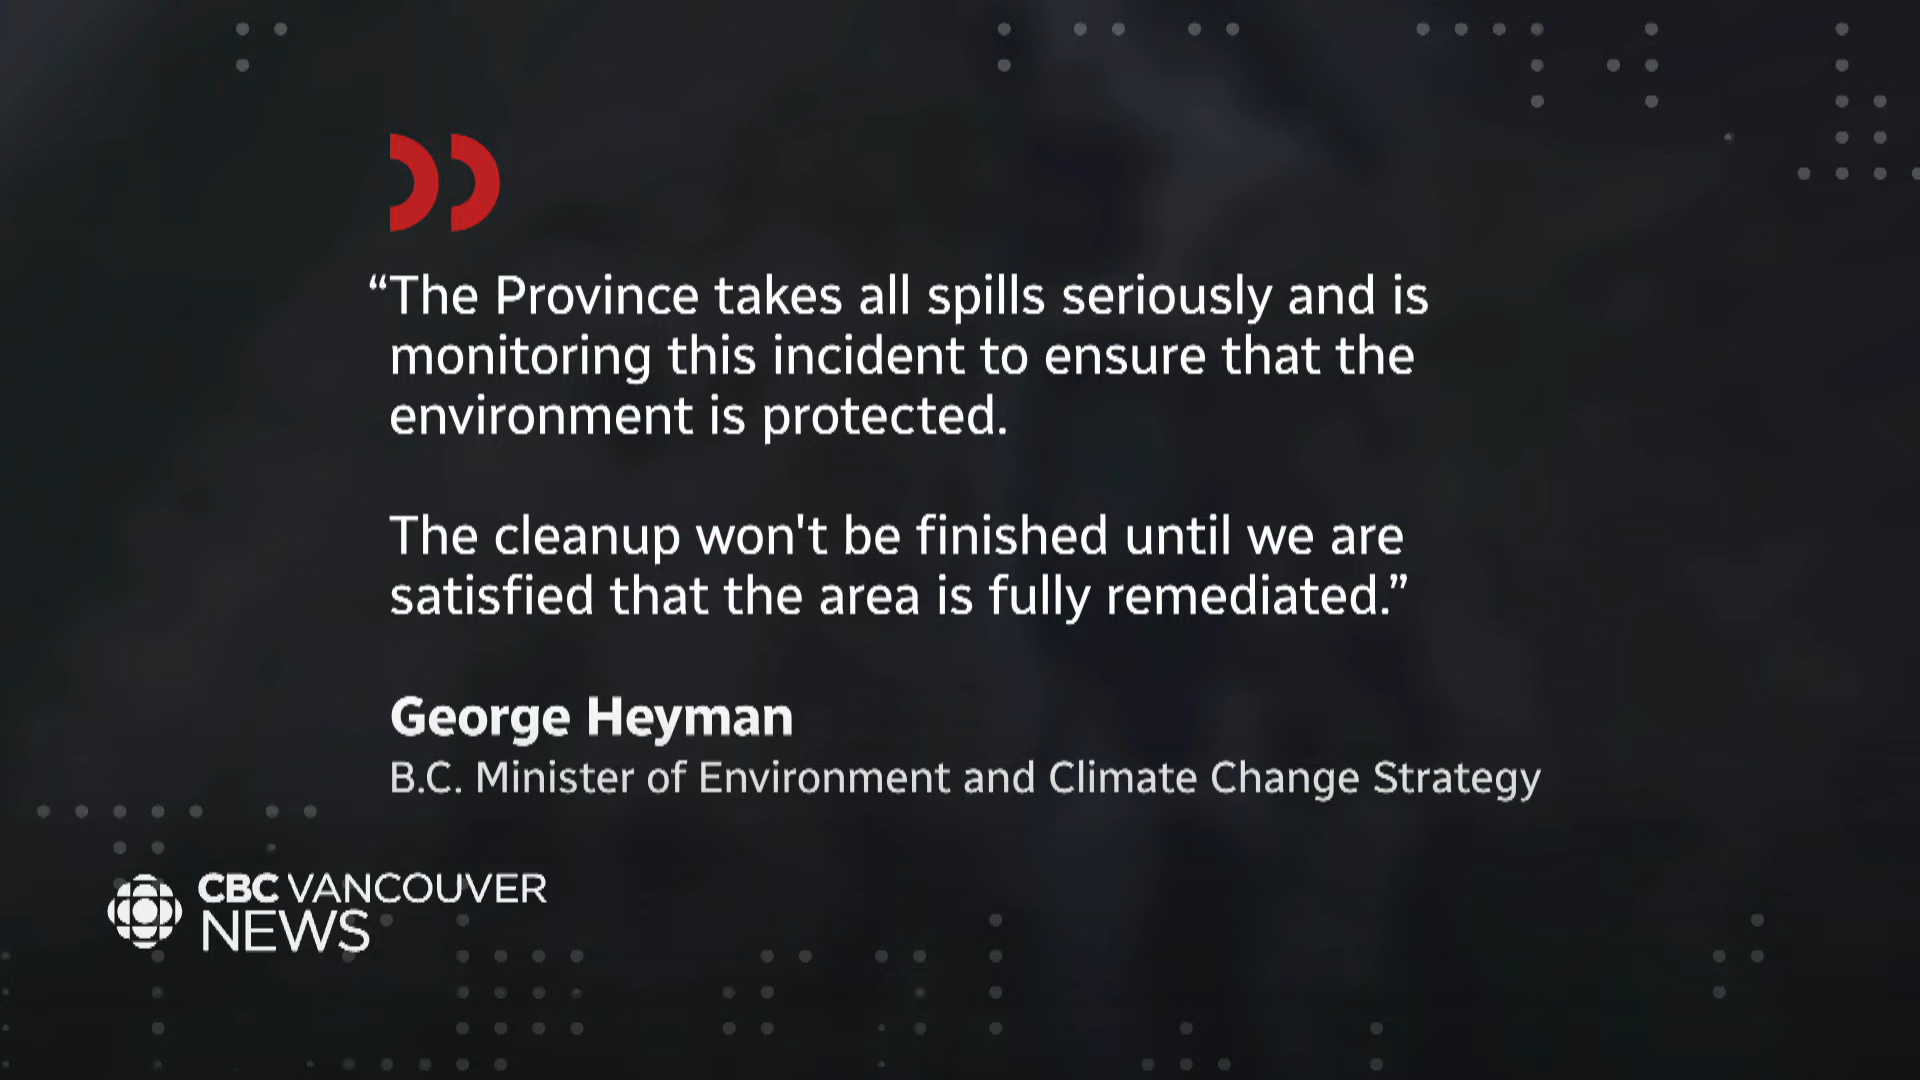 “The Province takes all spills seriously and is
monitoring this incident to ensure that the
environment is protected.
The cleanup won't be finished until we are
satisfied that the area is fully remediated.”
George Heyman
B.C. Minister of Environment and Climate Change Strategy
CBC VANCOUVER
NEWS